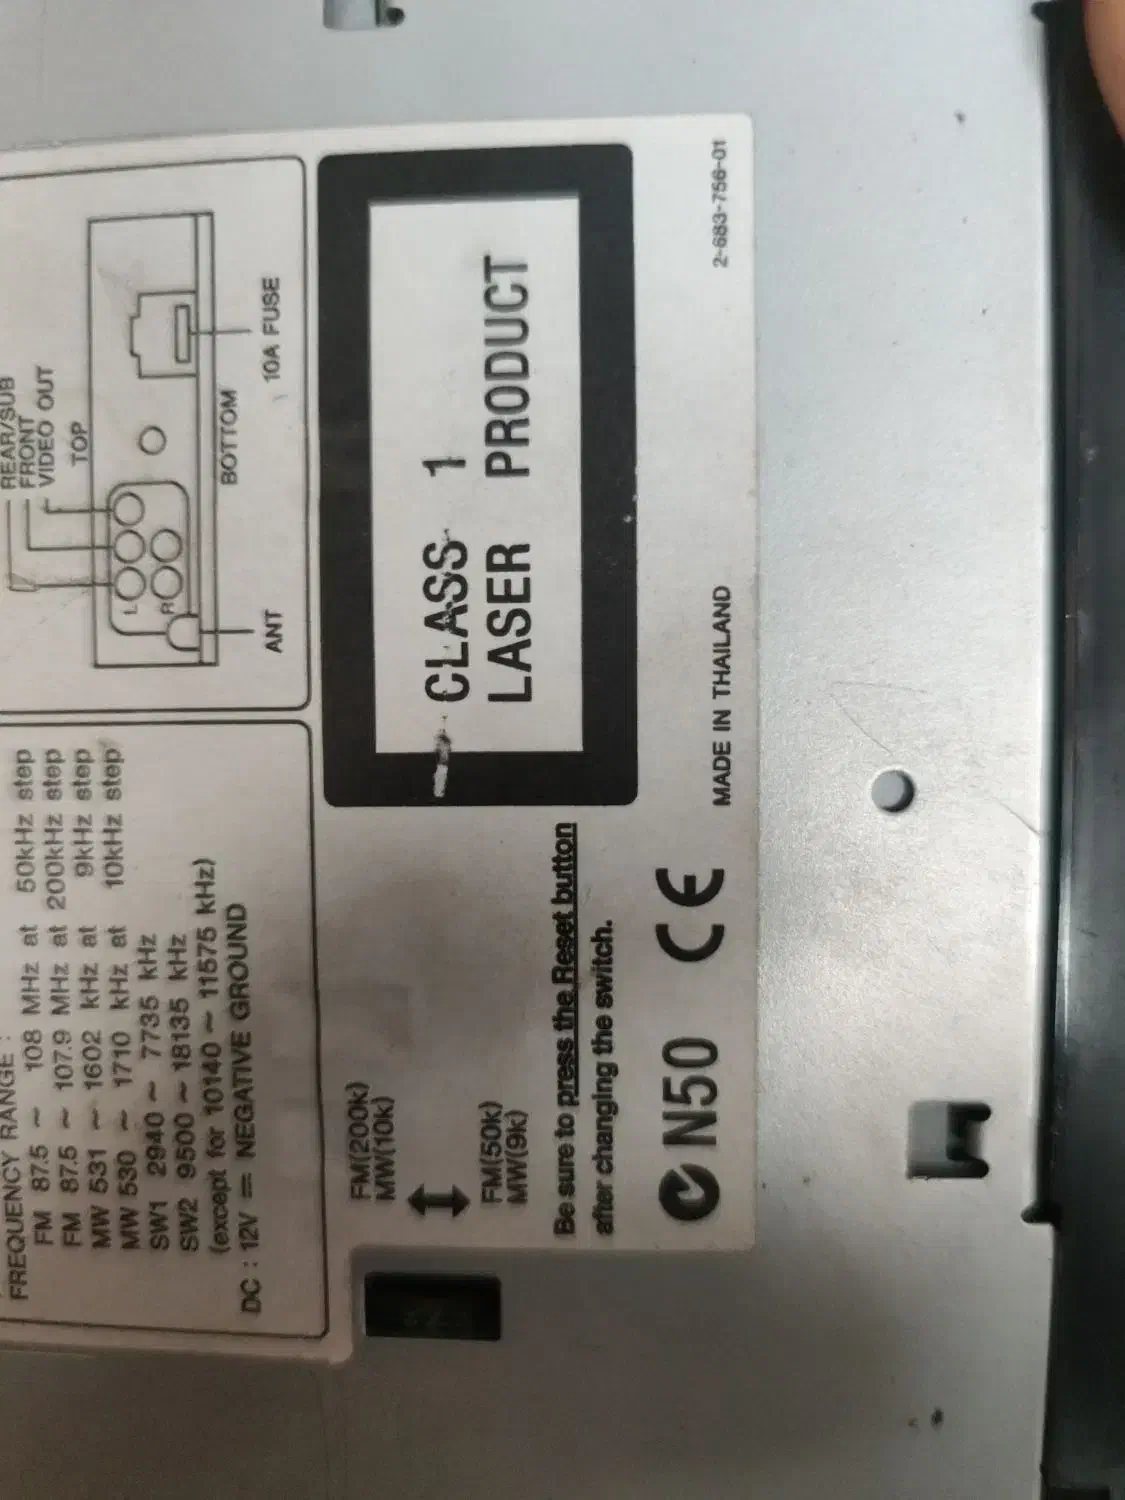 FREQUENCY RANGE :
FM 87.5 ~ 108 MHz at 50kHz step
FM 87.5 ~ 107.9 MHz at 200kHz step
MW 531 ~ 1602 kHz at 9kHz step
MW 530 ~ 1710 kHz at 10kHz step
SW1 2940 ~ 7735 kHz
SW2 9500 ~ 18135 kHz
(except for 10140 ~ 11575 kHz)
DC : 12V ⎓ NEGATIVE GROUND
REAR/SUB
FRONT
VIDEO OUT
TOP
L
R
BOTTOM
ANT
10A FUSE
FM(200k)
MW(10k)
↕
FM(50k)
MW(9k)
Be sure to press the Reset button
after changing the switch.
CLASS 1
LASER PRODUCT
N50 CE
MADE IN THAILAND
2-683-756-01